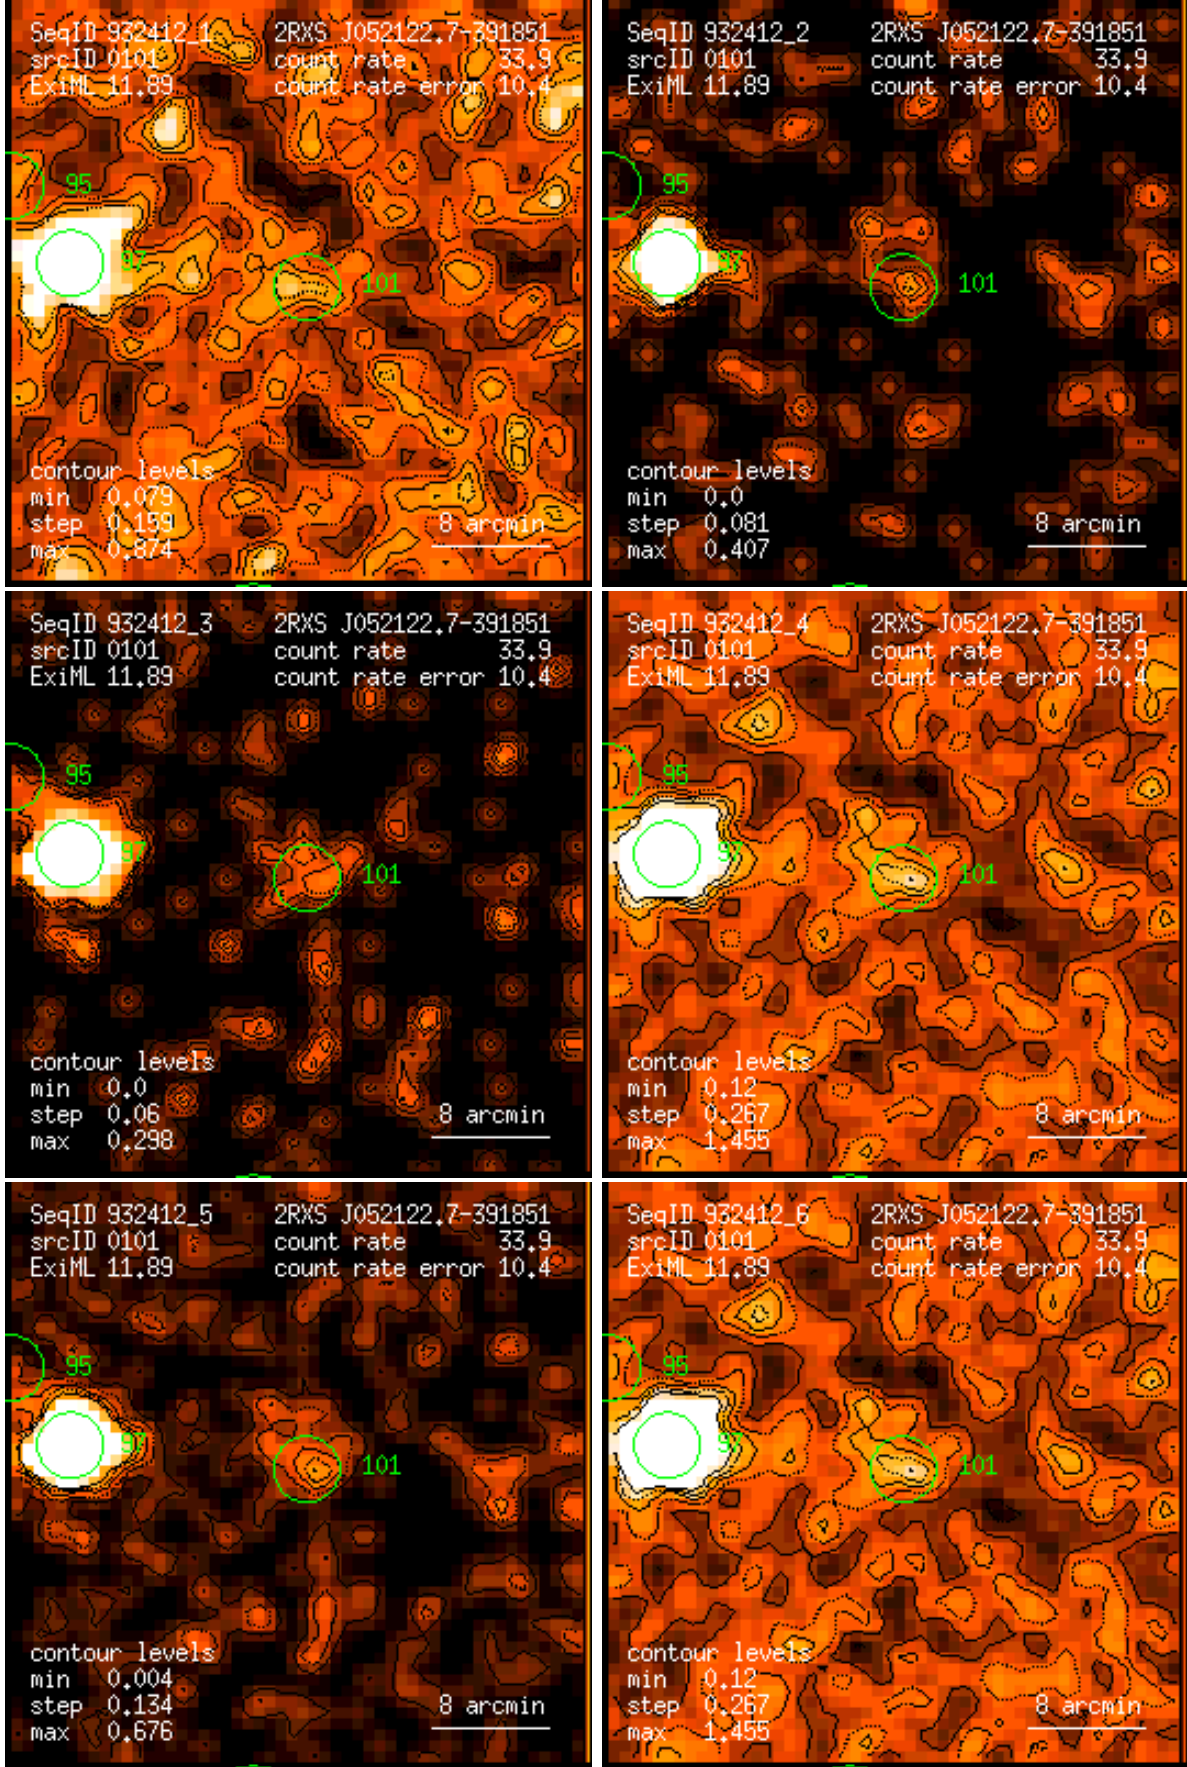 SeqID 932412_1 2RXS J052122.7-391851
srcID 0101 count rate 33.9
ExiML 11.89 count rate error 10.4
95
97
101
contour levels
min 0.079
step 0.159
max 0.874
8 arcmin
SeqID 932412_2 2RXS J052122.7-391851
srcID 0101 count rate 33.9
ExiML 11.89 count rate error 10.4
95
97
101
contour levels
min 0.0
step 0.081
max 0.407
8 arcmin
SeqID 932412_3 2RXS J052122.7-391851
srcID 0101 count rate 33.9
ExiML 11.89 count rate error 10.4
95
97
101
contour levels
min 0.0
step 0.06
max 0.298
8 arcmin
SeqID 932412_4 2RXS J052122.7-391851
srcID 0101 count rate 33.9
ExiML 11.89 count rate error 10.4
95
97
101
contour levels
min 0.12
step 0.267
max 1.455
8 arcmin
SeqID 932412_5 2RXS J052122.7-391851
srcID 0101 count rate 33.9
ExiML 11.89 count rate error 10.4
95
97
101
contour levels
min 0.004
step 0.134
max 0.676
8 arcmin
SeqID 932412_6 2RXS J052122.7-391851
srcID 0101 count rate 33.9
ExiML 11.89 count rate error 10.4
95
97
101
contour levels
min 0.12
step 0.267
max 1.455
8 arcmin